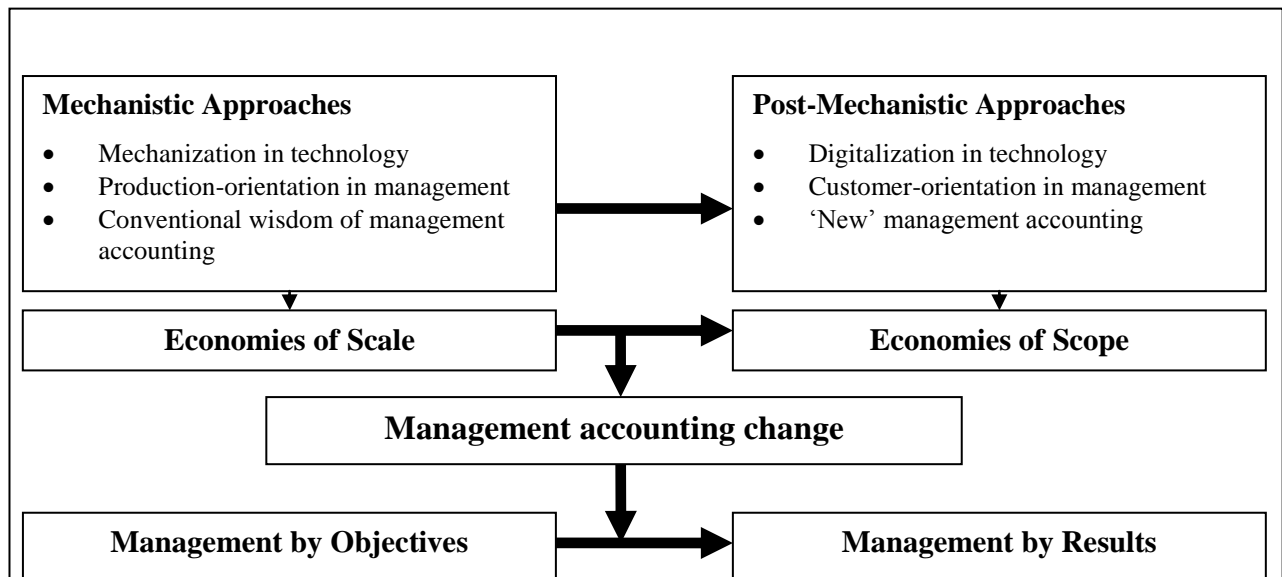 Mechanistic Approaches
• Mechanization in technology
• Production-orientation in management
• Conventional wisdom of management
accounting
Post-Mechanistic Approaches
• Digitalization in technology
• Customer-orientation in management
• ‘New’ management accounting
Economies of Scale
Economies of Scope
Management accounting change
Management by Objectives
Management by Results